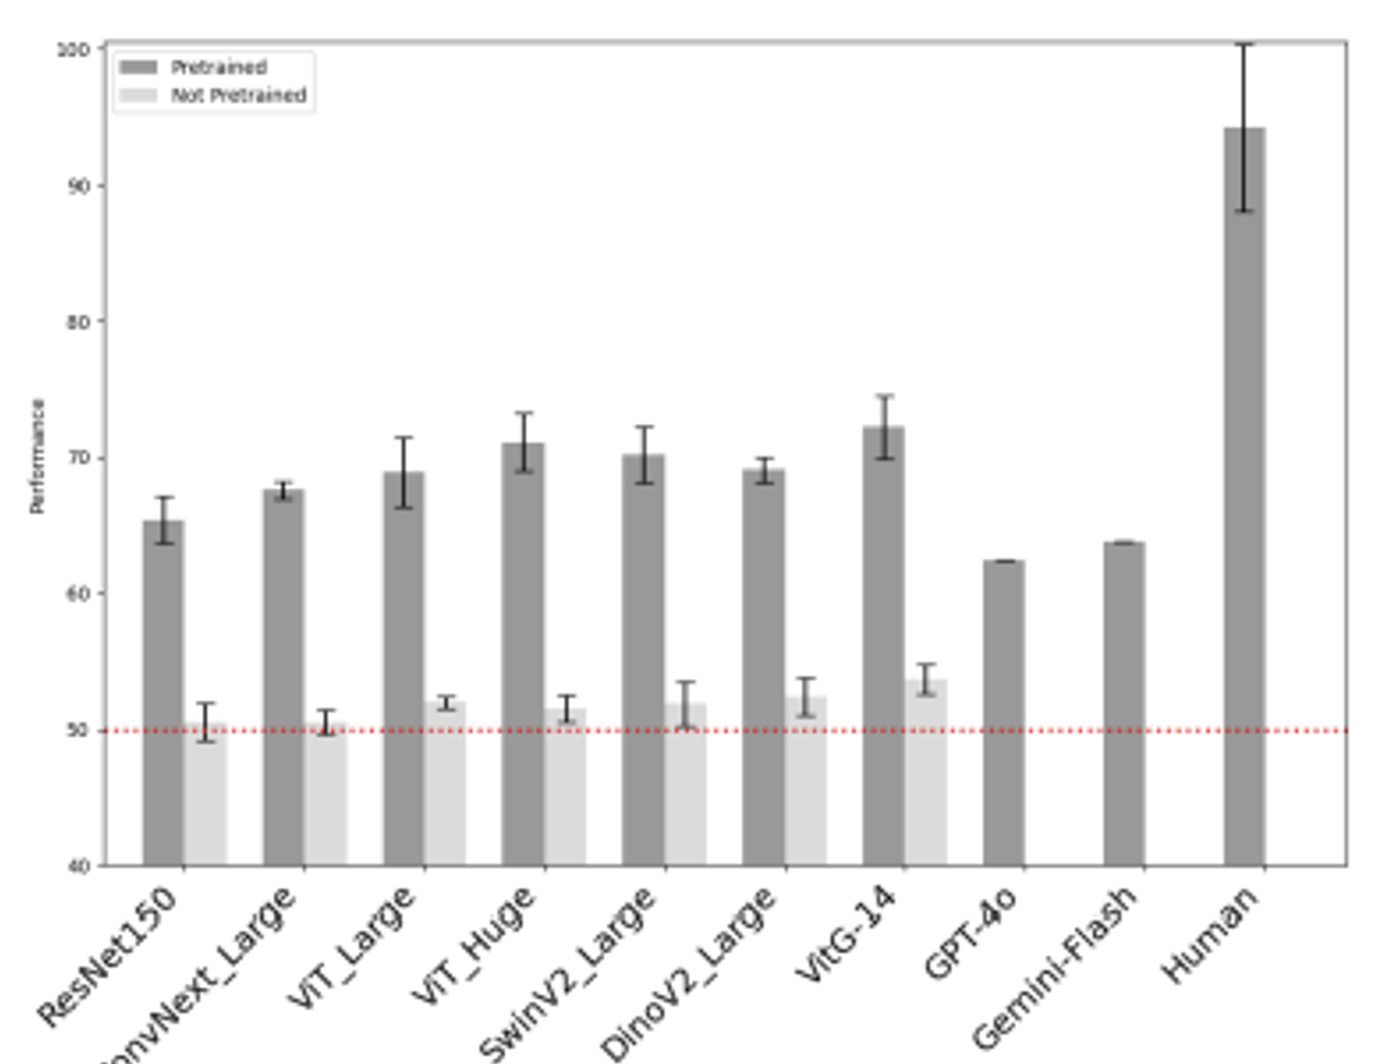 100
Pretrained
Not Pretrained
90
80
70
60
50
40
Performance
ResNet150
onvNext_Large
ViT_Large
ViT_Huge
SwinV2_Large
DinoV2_Large
VitG-14
GPT-4o
Gemini-Flash
Human